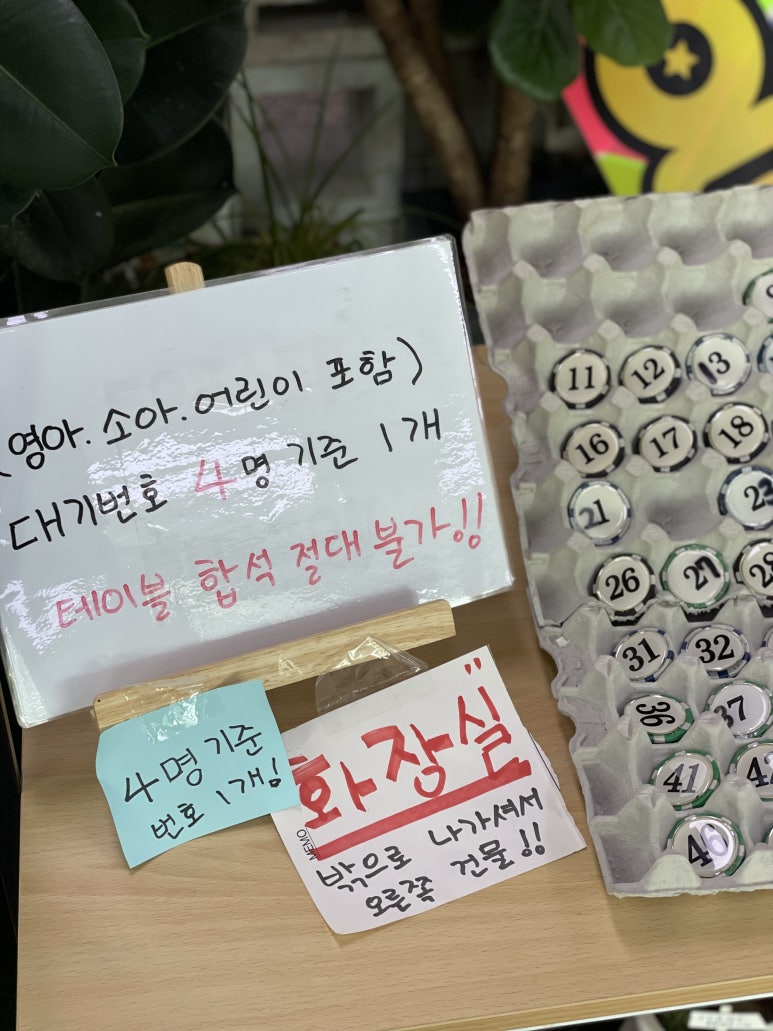 (영아.소아.어린이 포함)
대기번호 4명 기준 1개
테이블 합석 절대 불가!!
4명 기준
번호 1개!
"화장실"
MEMO
밖으로 나가셔서
오른쪽 건물!!
11 12 13
16 17 18
21
26 27 28
31 32
36 37
41
46